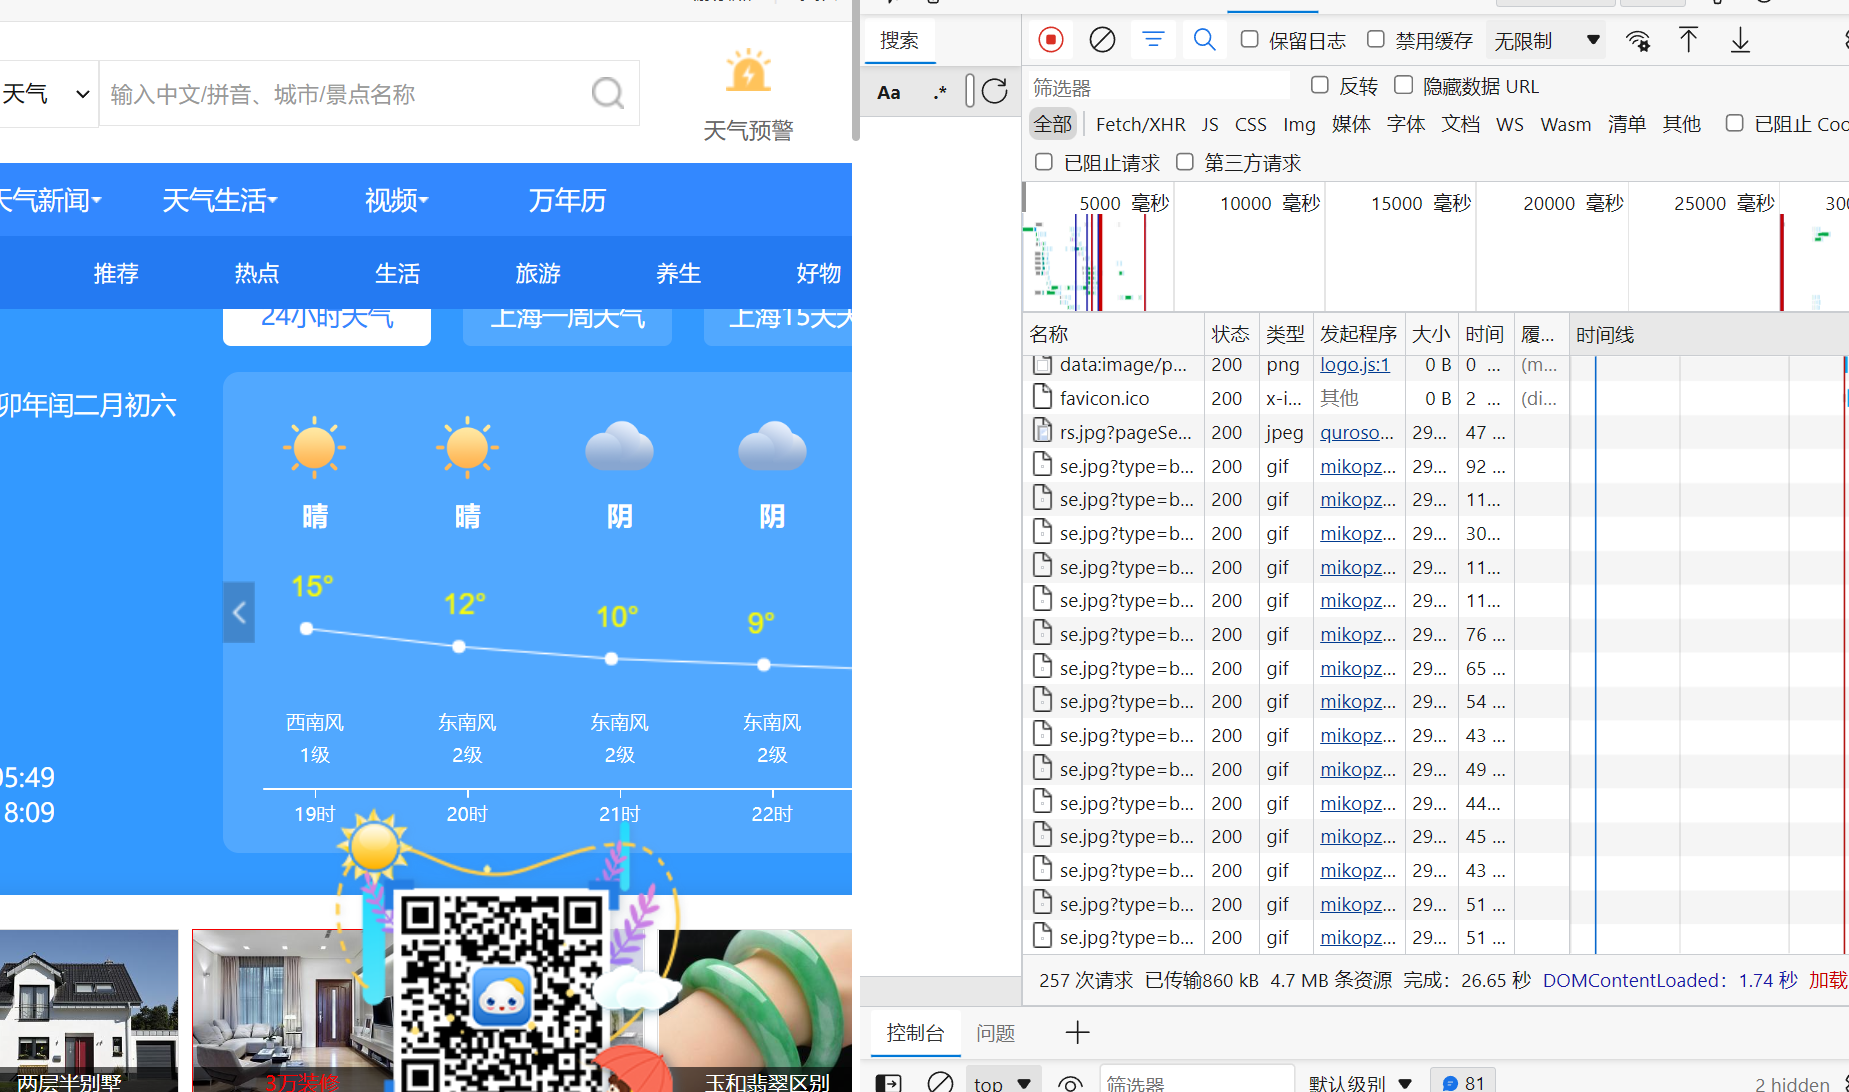 天气
输入中文/拼音、城市/景点名称
天气预警
天气新闻
天气生活
视频
万年历
推荐
热点
生活
旅游
养生
好物
24小时天气
上海一周天气
上海15天天
卯年闰二月初六
晴
晴
阴
阴
15°
12°
10°
9°
西南风
东南风
东南风
东南风
1级
2级
2级
2级
05:49
8:09
19时
20时
21时
22时
两层半别墅
3万装修
玉和翡翠区别
搜索
Aa
.*
保留日志
禁用缓存
无限制
筛选器
反转
隐藏数据 URL
全部
Fetch/XHR
JS
CSS
Img
媒体
字体
文档
WS
Wasm
清单
其他
已阻止 Coo
已阻止请求
第三方请求
5000 毫秒
10000 毫秒
15000 毫秒
20000 毫秒
25000 毫秒
300
名称 状态 类型 发起程序 大小 时间 履... 时间线
data:image/p... 200 png logo.js:1 0 B 0 ... (m...
favicon.ico 200 x-i... 其他 0 B 2 ... (di...
rs.jpg?pageSe... 200 jpeg quroso... 29... 47 ...
se.jpg?type=b... 200 gif mikopz... 29... 92 ...
se.jpg?type=b... 200 gif mikopz... 29... 11...
se.jpg?type=b... 200 gif mikopz... 29... 30...
se.jpg?type=b... 200 gif mikopz... 29... 11...
se.jpg?type=b... 200 gif mikopz... 29... 11...
se.jpg?type=b... 200 gif mikopz... 29... 76 ...
se.jpg?type=b... 200 gif mikopz... 29... 65 ...
se.jpg?type=b... 200 gif mikopz... 29... 54 ...
se.jpg?type=b... 200 gif mikopz... 29... 43 ...
se.jpg?type=b... 200 gif mikopz... 29... 49 ...
se.jpg?type=b... 200 gif mikopz... 29... 44...
se.jpg?type=b... 200 gif mikopz... 29... 45 ...
se.jpg?type=b... 200 gif mikopz... 29... 43 ...
se.jpg?type=b... 200 gif mikopz... 29... 51 ...
se.jpg?type=b... 200 gif mikopz... 29... 51 ...
257 次请求 已传输860 kB 4.7 MB 条资源 完成：26.65 秒 DOMContentLoaded：1.74 秒 加载
控制台
问题
top
筛选器
默认级别
81
2 hidden